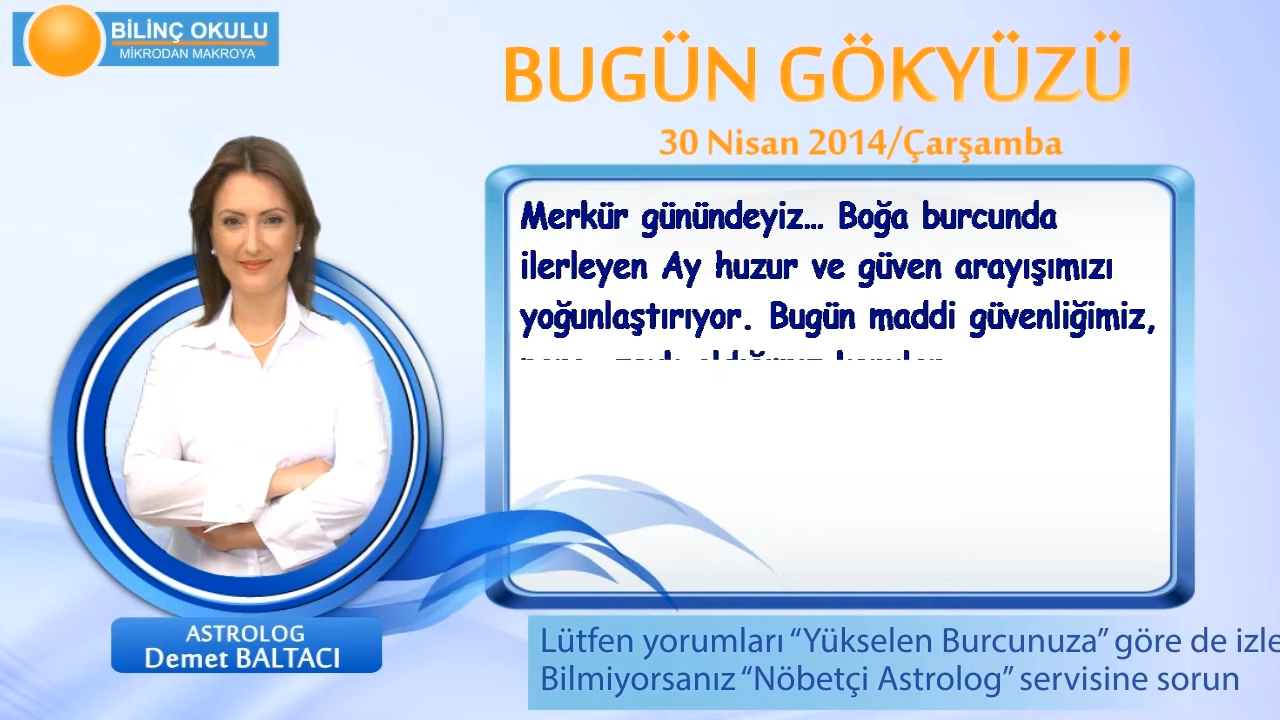 BİLİNÇ OKULU
MİKRODAN MAKROYA
BUGÜN GÖKYÜZÜ
30 Nisan 2014/Çarşamba
Merkür günündeyiz... Boğa burcunda
ilerleyen Ay huzur ve güven arayışımızı
yoğunlaştırıyor. Bugün maddi güvenliğimiz,
ASTROLOG
Demet BALTACI
Lütfen yorumları “Yükselen Burcunuza” göre de izle
Bilmiyorsanız “Nöbetçi Astrolog” servisine sorun